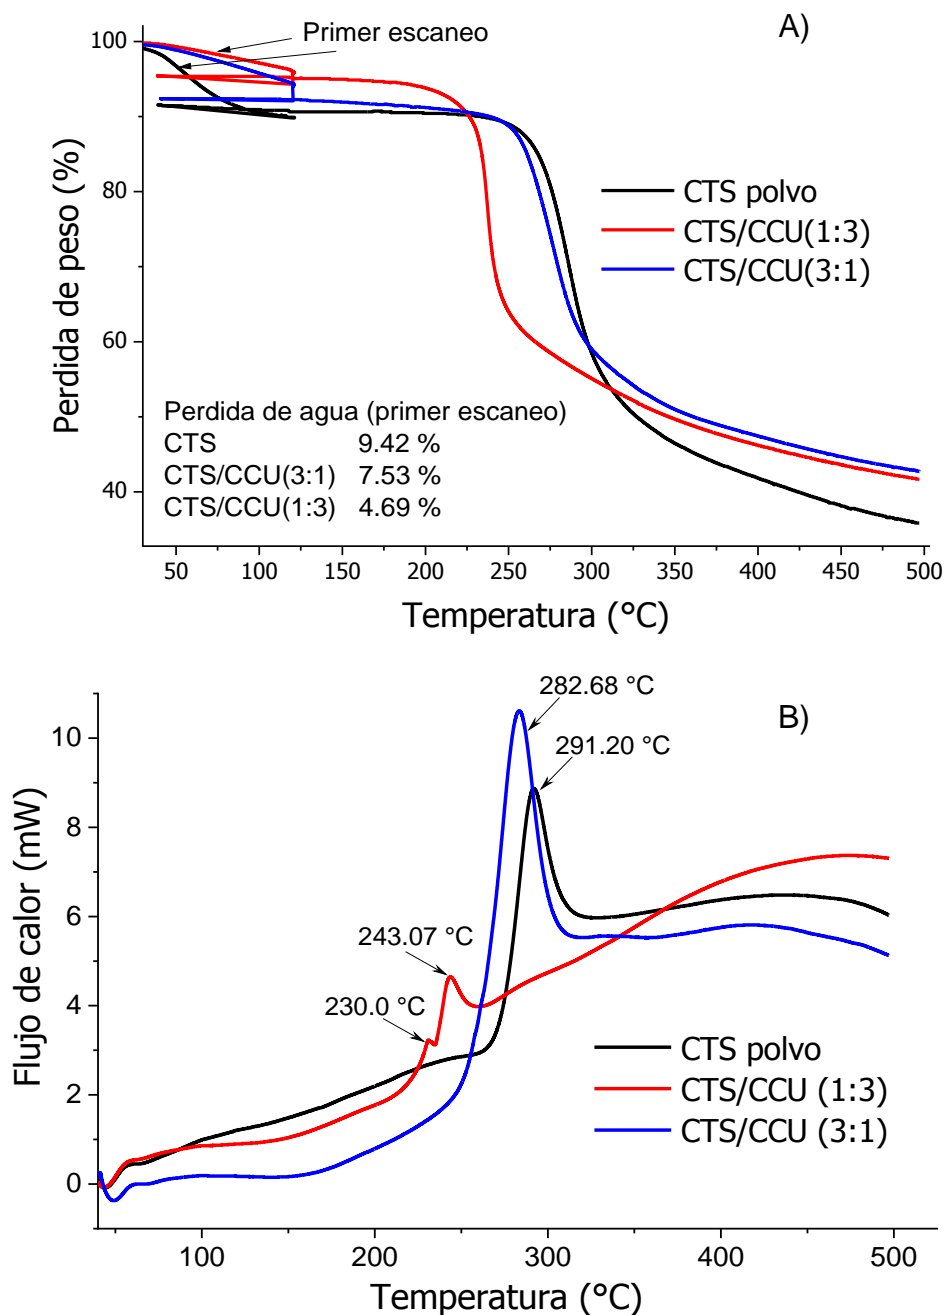 A)
Primer escaneo
100
80
60
40
Perdida de peso (%)
CTS polvo
CTS/CCU(1:3)
CTS/CCU(3:1)
Perdida de agua (primer escaneo)
CTS 9.42 %
CTS/CCU(3:1) 7.53 %
CTS/CCU(1:3) 4.69 %
50 100 150 200 250 300 350 400 450 500
Temperatura (°C)
B)
282.68 °C
291.20 °C
243.07 °C
230.0 °C
10
8
6
4
2
0
Flujo de calor (mW)
CTS polvo
CTS/CCU (1:3)
CTS/CCU (3:1)
100 200 300 400 500
Temperatura (°C)